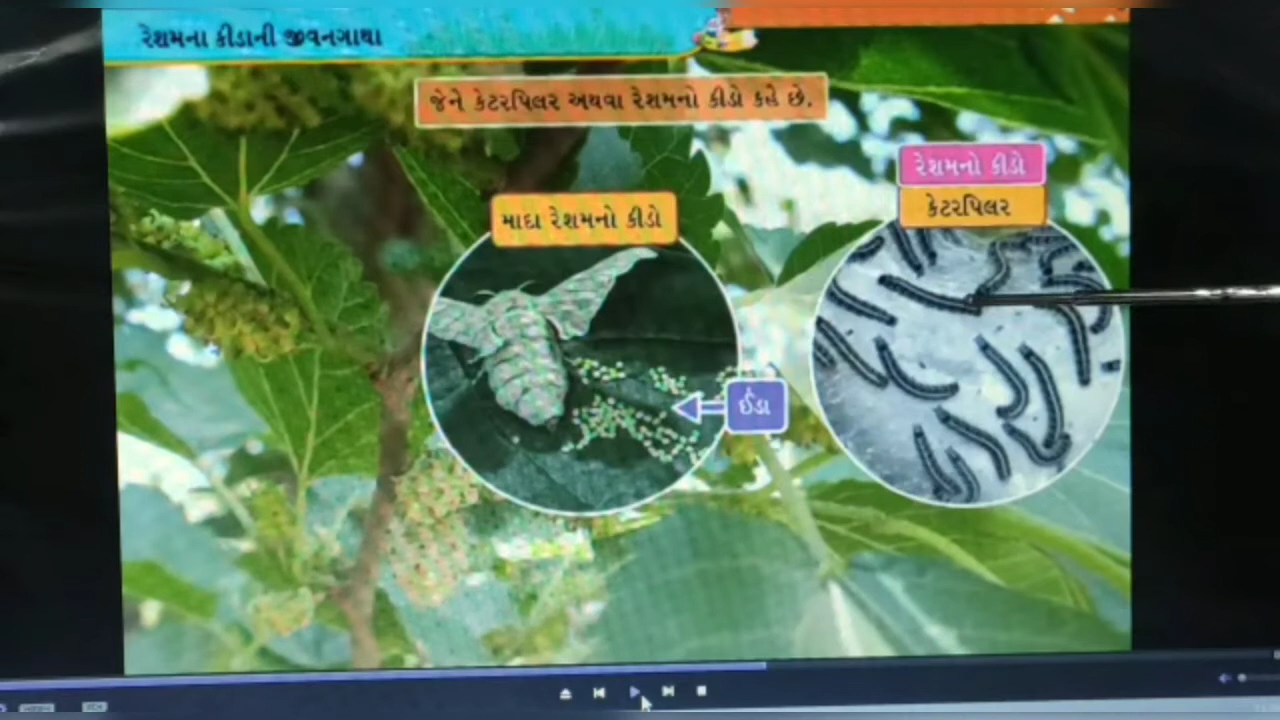 રેશમના કીડાની જીવનગાથા
જેને કેટરપિલર અથવા રેશમનો કીડો કહે છે.
રેશમનો કીડો
કેટરપિલર
માદા રેશમનો કીડો
ઈંડા